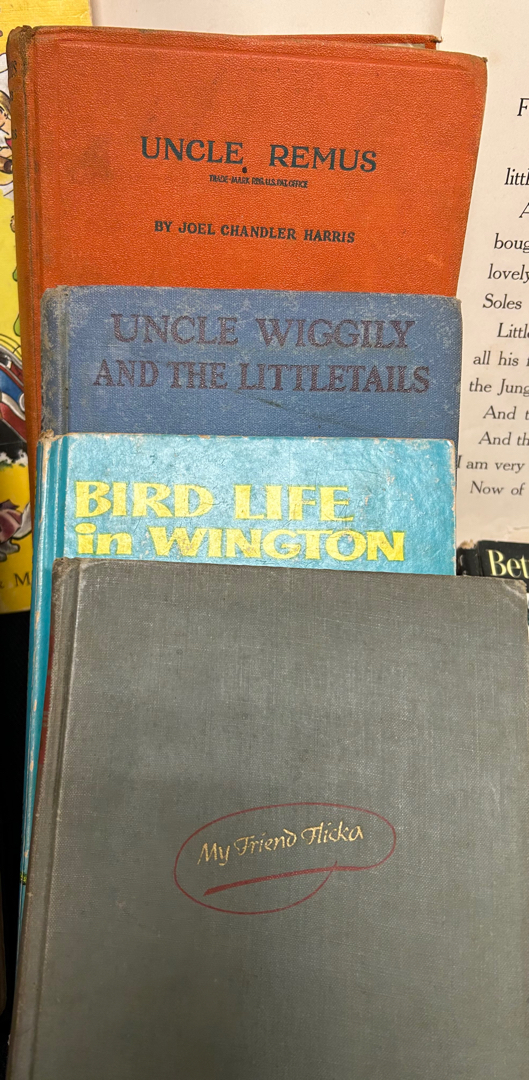 UNCLE REMUS
TRADE-MARK REG. U.S. PAT. OFFICE
BY JOEL CHANDLER HARRIS
UNCLE WIGGILY
AND THE LITTLETAILS
BIRD LIFE
in WINGTON
My Friend Flicka
F
littl
A
boug
lovely
Soles
Little
all his
the Jung
And t
And th
I am very
Now of
Bet
& M